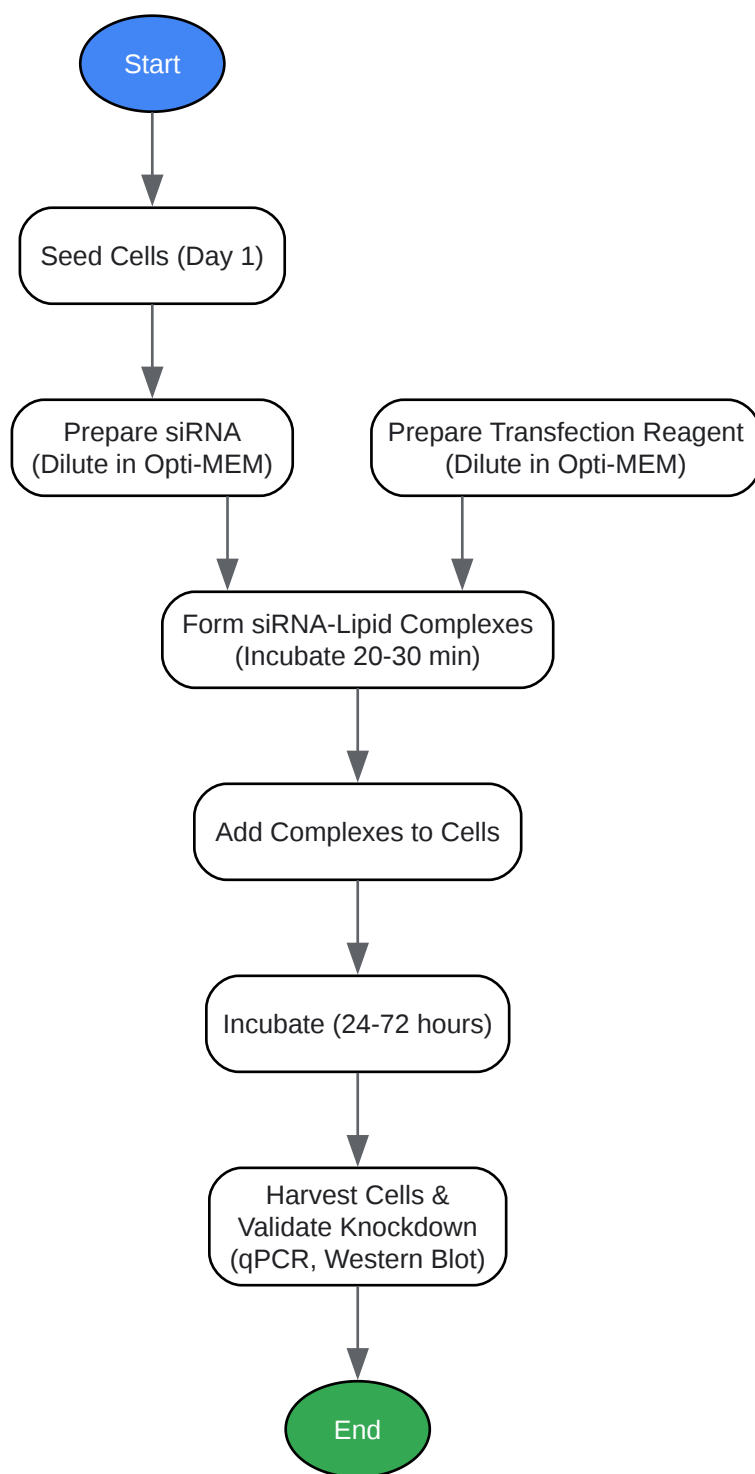 Start
Seed Cells (Day 1)
Prepare siRNA
(Dilute in Opti-MEM)
Prepare Transfection Reagent
(Dilute in Opti-MEM)
Form siRNA-Lipid Complexes
(Incubate 20-30 min)
Add Complexes to Cells
Incubate (24-72 hours)
Harvest Cells &
Validate Knockdown
(qPCR, Western Blot)
End